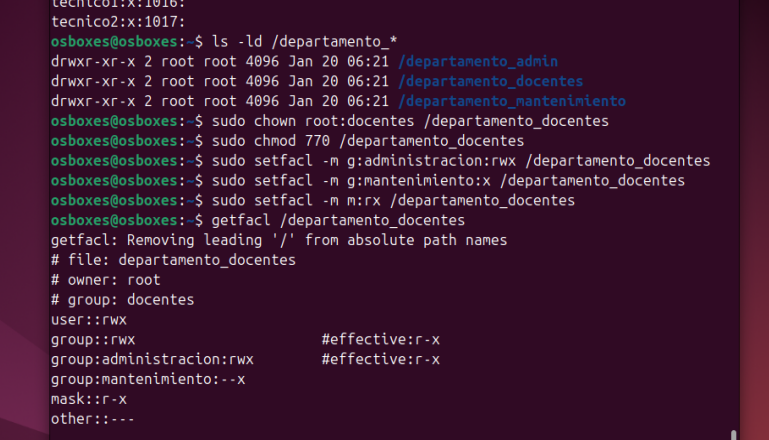 tecnico1:x:1016:
tecnico2:x:1017:
osboxes@osboxes:~$ ls -ld /departamento_*
drwxr-xr-x 2 root root 4096 Jan 20 06:21 /departamento_admin
drwxr-xr-x 2 root root 4096 Jan 20 06:21 /departamento_docentes
drwxr-xr-x 2 root root 4096 Jan 20 06:21 /departamento_mantenimiento
osboxes@osboxes:~$ sudo chown root:docentes /departamento_docentes
osboxes@osboxes:~$ sudo chmod 770 /departamento_docentes
osboxes@osboxes:~$ sudo setfacl -m g:administracion:rwx /departamento_docentes
osboxes@osboxes:~$ sudo setfacl -m g:mantenimiento:x /departamento_docentes
osboxes@osboxes:~$ sudo setfacl -m m:rx /departamento_docentes
osboxes@osboxes:~$ getfacl /departamento_docentes
getfacl: Removing leading '/' from absolute path names
# file: departamento_docentes
# owner: root
# group: docentes
user::rwx
group::rwx                      #effective:r-x
group:administracion:rwx        #effective:r-x
group:mantenimiento:--x
mask::r-x
other::---